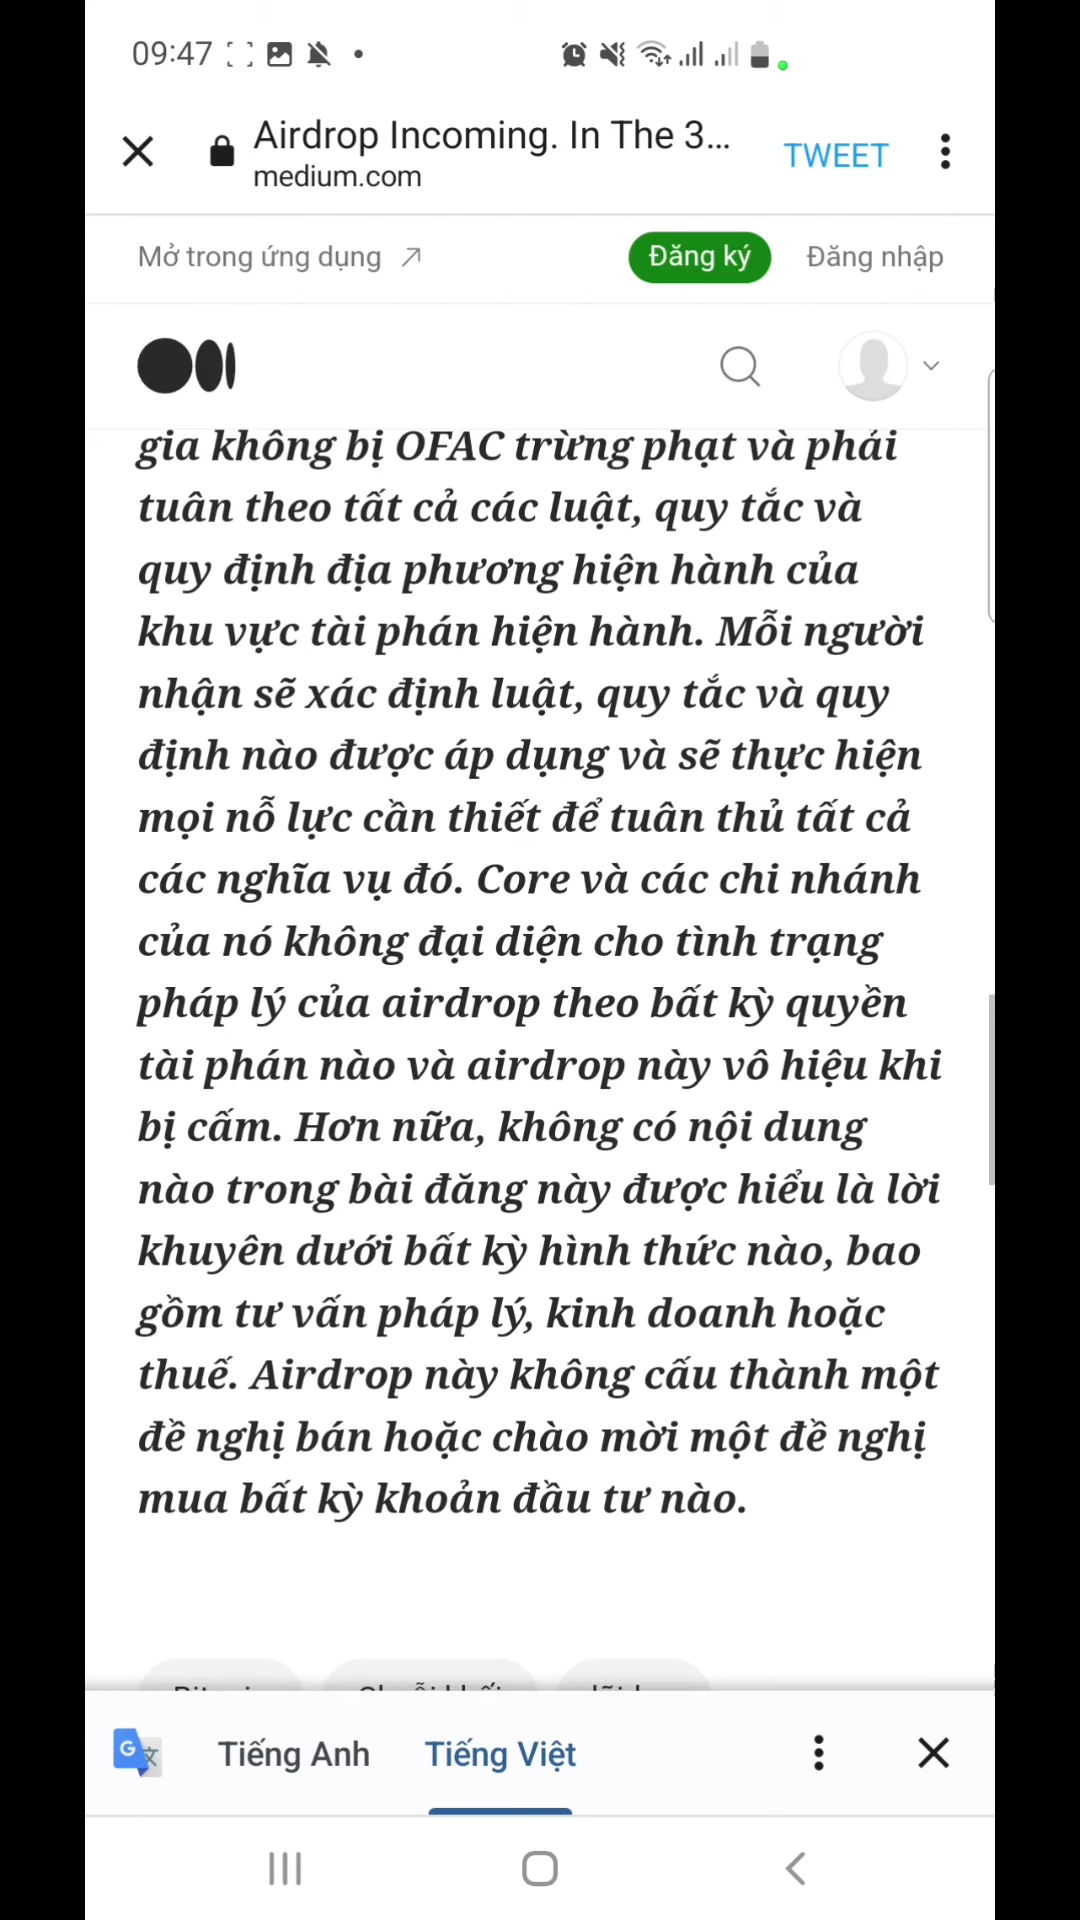 09:47
Airdrop Incoming. In The 3...
medium.com
TWEET
Mở trong ứng dụng
Đăng ký
Đăng nhập
gia không bị OFAC trừng phạt và phải
tuân theo tất cả các luật, quy tắc và
quy định địa phương hiện hành của
khu vực tài phán hiện hành. Mỗi người
nhận sẽ xác định luật, quy tắc và quy
định nào được áp dụng và sẽ thực hiện
mọi nỗ lực cần thiết để tuân thủ tất cả
các nghĩa vụ đó. Core và các chi nhánh
của nó không đại diện cho tình trạng
pháp lý của airdrop theo bất kỳ quyền
tài phán nào và airdrop này vô hiệu khi
bị cấm. Hơn nữa, không có nội dung
nào trong bài đăng này được hiểu là lời
khuyên dưới bất kỳ hình thức nào, bao
gồm tư vấn pháp lý, kinh doanh hoặc
thuế. Airdrop này không cấu thành một
đề nghị bán hoặc chào mời một đề nghị
mua bất kỳ khoản đầu tư nào.
G
Tiếng Anh
Tiếng Việt